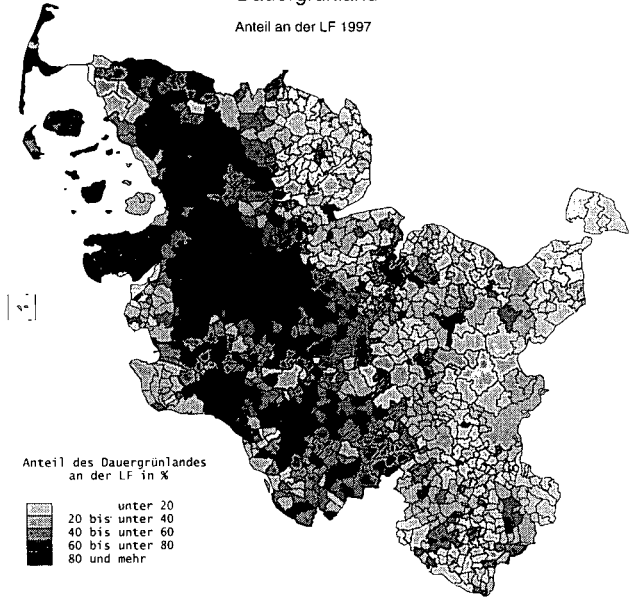 Dauergrünland
Anteil an der LF 1997
Anteil des Dauergrünlandes
an der LF in %
unter 20
20 bis unter 40
40 bis unter 60
60 bis unter 80
80 und mehr